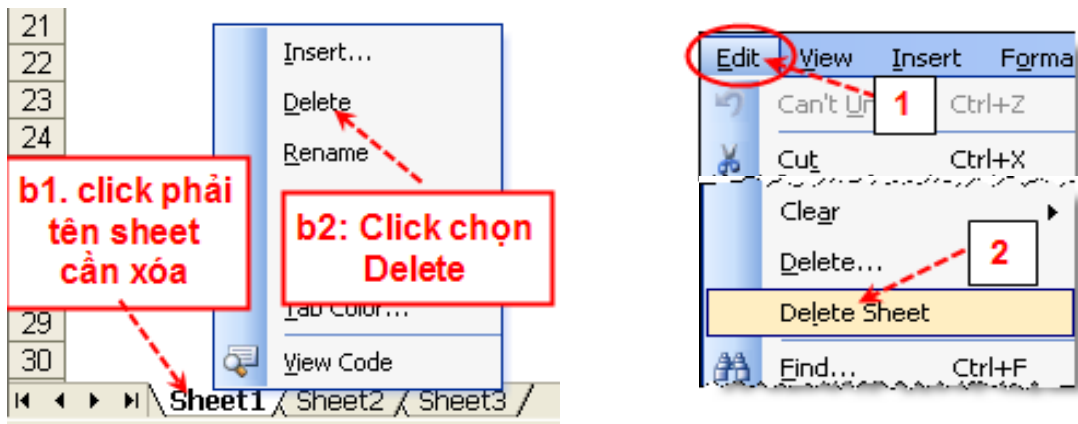 21
22
23
24
29
30
Insert...
Delete
Rename
Tab Color...
View Code
b1. click phải
tên sheet
cần xóa
b2: Click chọn
Delete
Sheet1 / Sheet2 / Sheet3 /
Edit View Insert Forma
1
Can't Un Ctrl+Z
Cut Ctrl+X
Clear
Delete...
2
Delete Sheet
Find... Ctrl+F